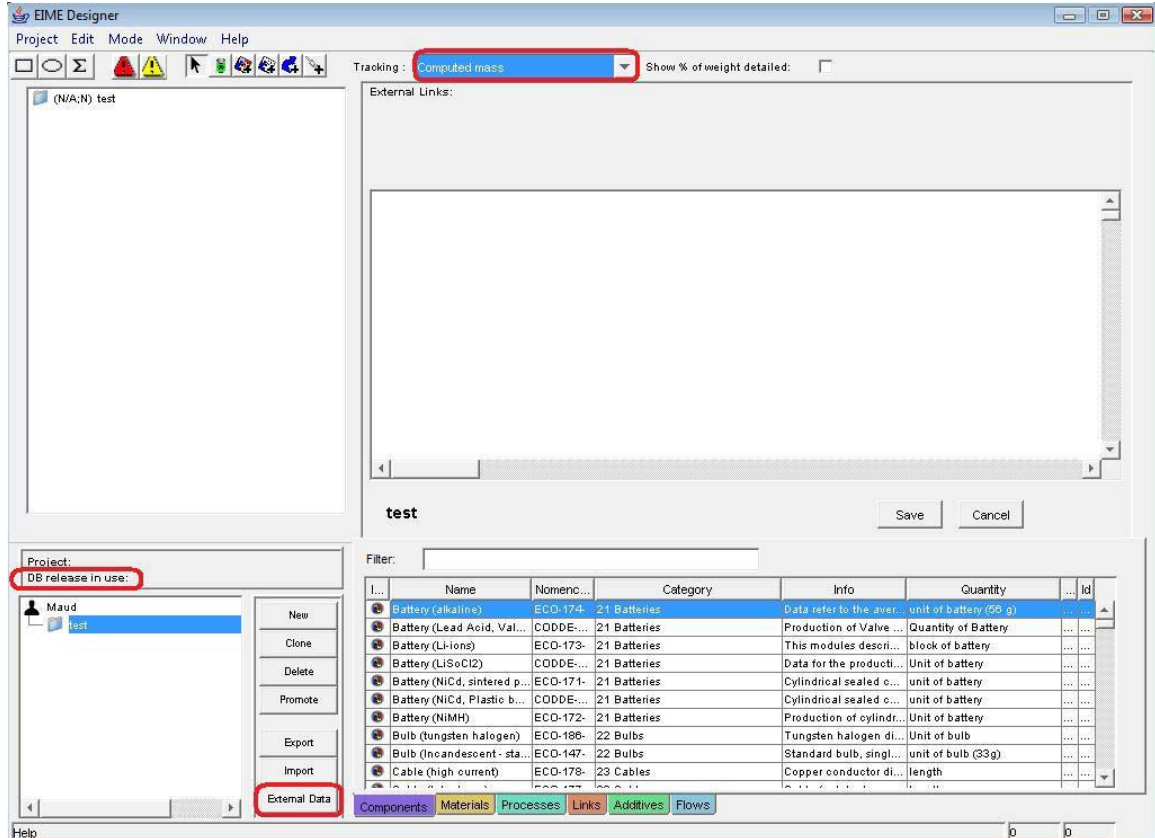 EIME Designer
Project Edit Mode Window Help
Σ Tracking : Computed mass Show % of weight detailed:
(N/A;N) test
External Links:
test
Save Cancel
Project:
DB release in use:
Maud
test
New
Clone
Delete
Promote
Export
Import
External Data
Filter:
I... Name Nomenc... Category Info Quantity ... Id
Battery (alkaline) ECO-174- 21 Batteries Data refer to the aver... unit of battery (56 g) ... ...
Battery (Lead Acid, Val... CODDE-... 21 Batteries Production of Valve ... Quantity of Battery ... ...
Battery (Li-ions) ECO-173- 21 Batteries This modules descri... block of battery ... ...
Battery (LiSoCl2) CODDE-... 21 Batteries Data for the producti... Unit of battery ... ...
Battery (NiCd, sintered p... ECO-171- 21 Batteries Cylindrical sealed c... unit of battery ... ...
Battery (NiCd, Plastic b... CODDE-... 21 Batteries Cylindrical sealed c... unit of battery ... ...
Battery (NiMH) ECO-172- 21 Batteries Production of cylindr... Unit of battery ... ...
Bulb (tungsten halogen) ECO-186- 22 Bulbs Tungsten halogen di... Unit of bulb ... ...
Bulb (Incandescent - sta... ECO-147- 22 Bulbs Standard bulb, singl... unit of bulb (33g) ... ...
Cable (high current) ECO-178- 23 Cables Copper conductor di... length ... ...
Components Materials Processes Links Additives Flows
Help 0 0